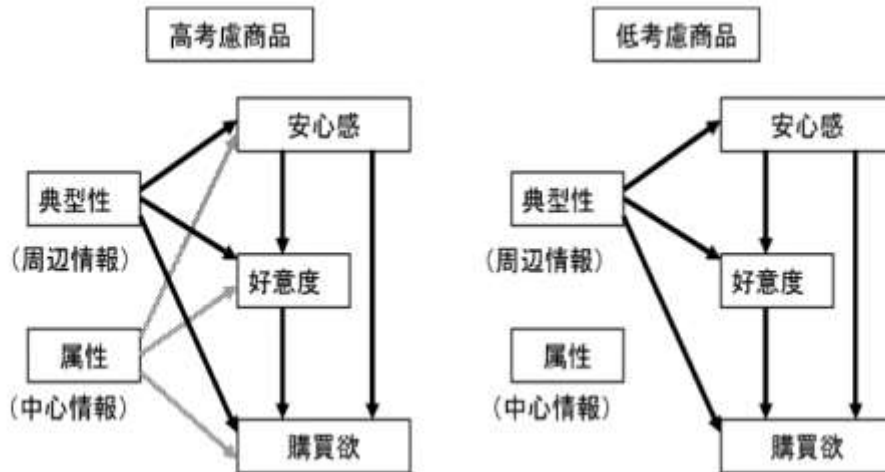 高考慮商品
安心感
典型性
(周辺情報)
好意度
属性
(中心情報)
購買欲
低考慮商品
安心感
典型性
(周辺情報)
好意度
属性
(中心情報)
購買欲